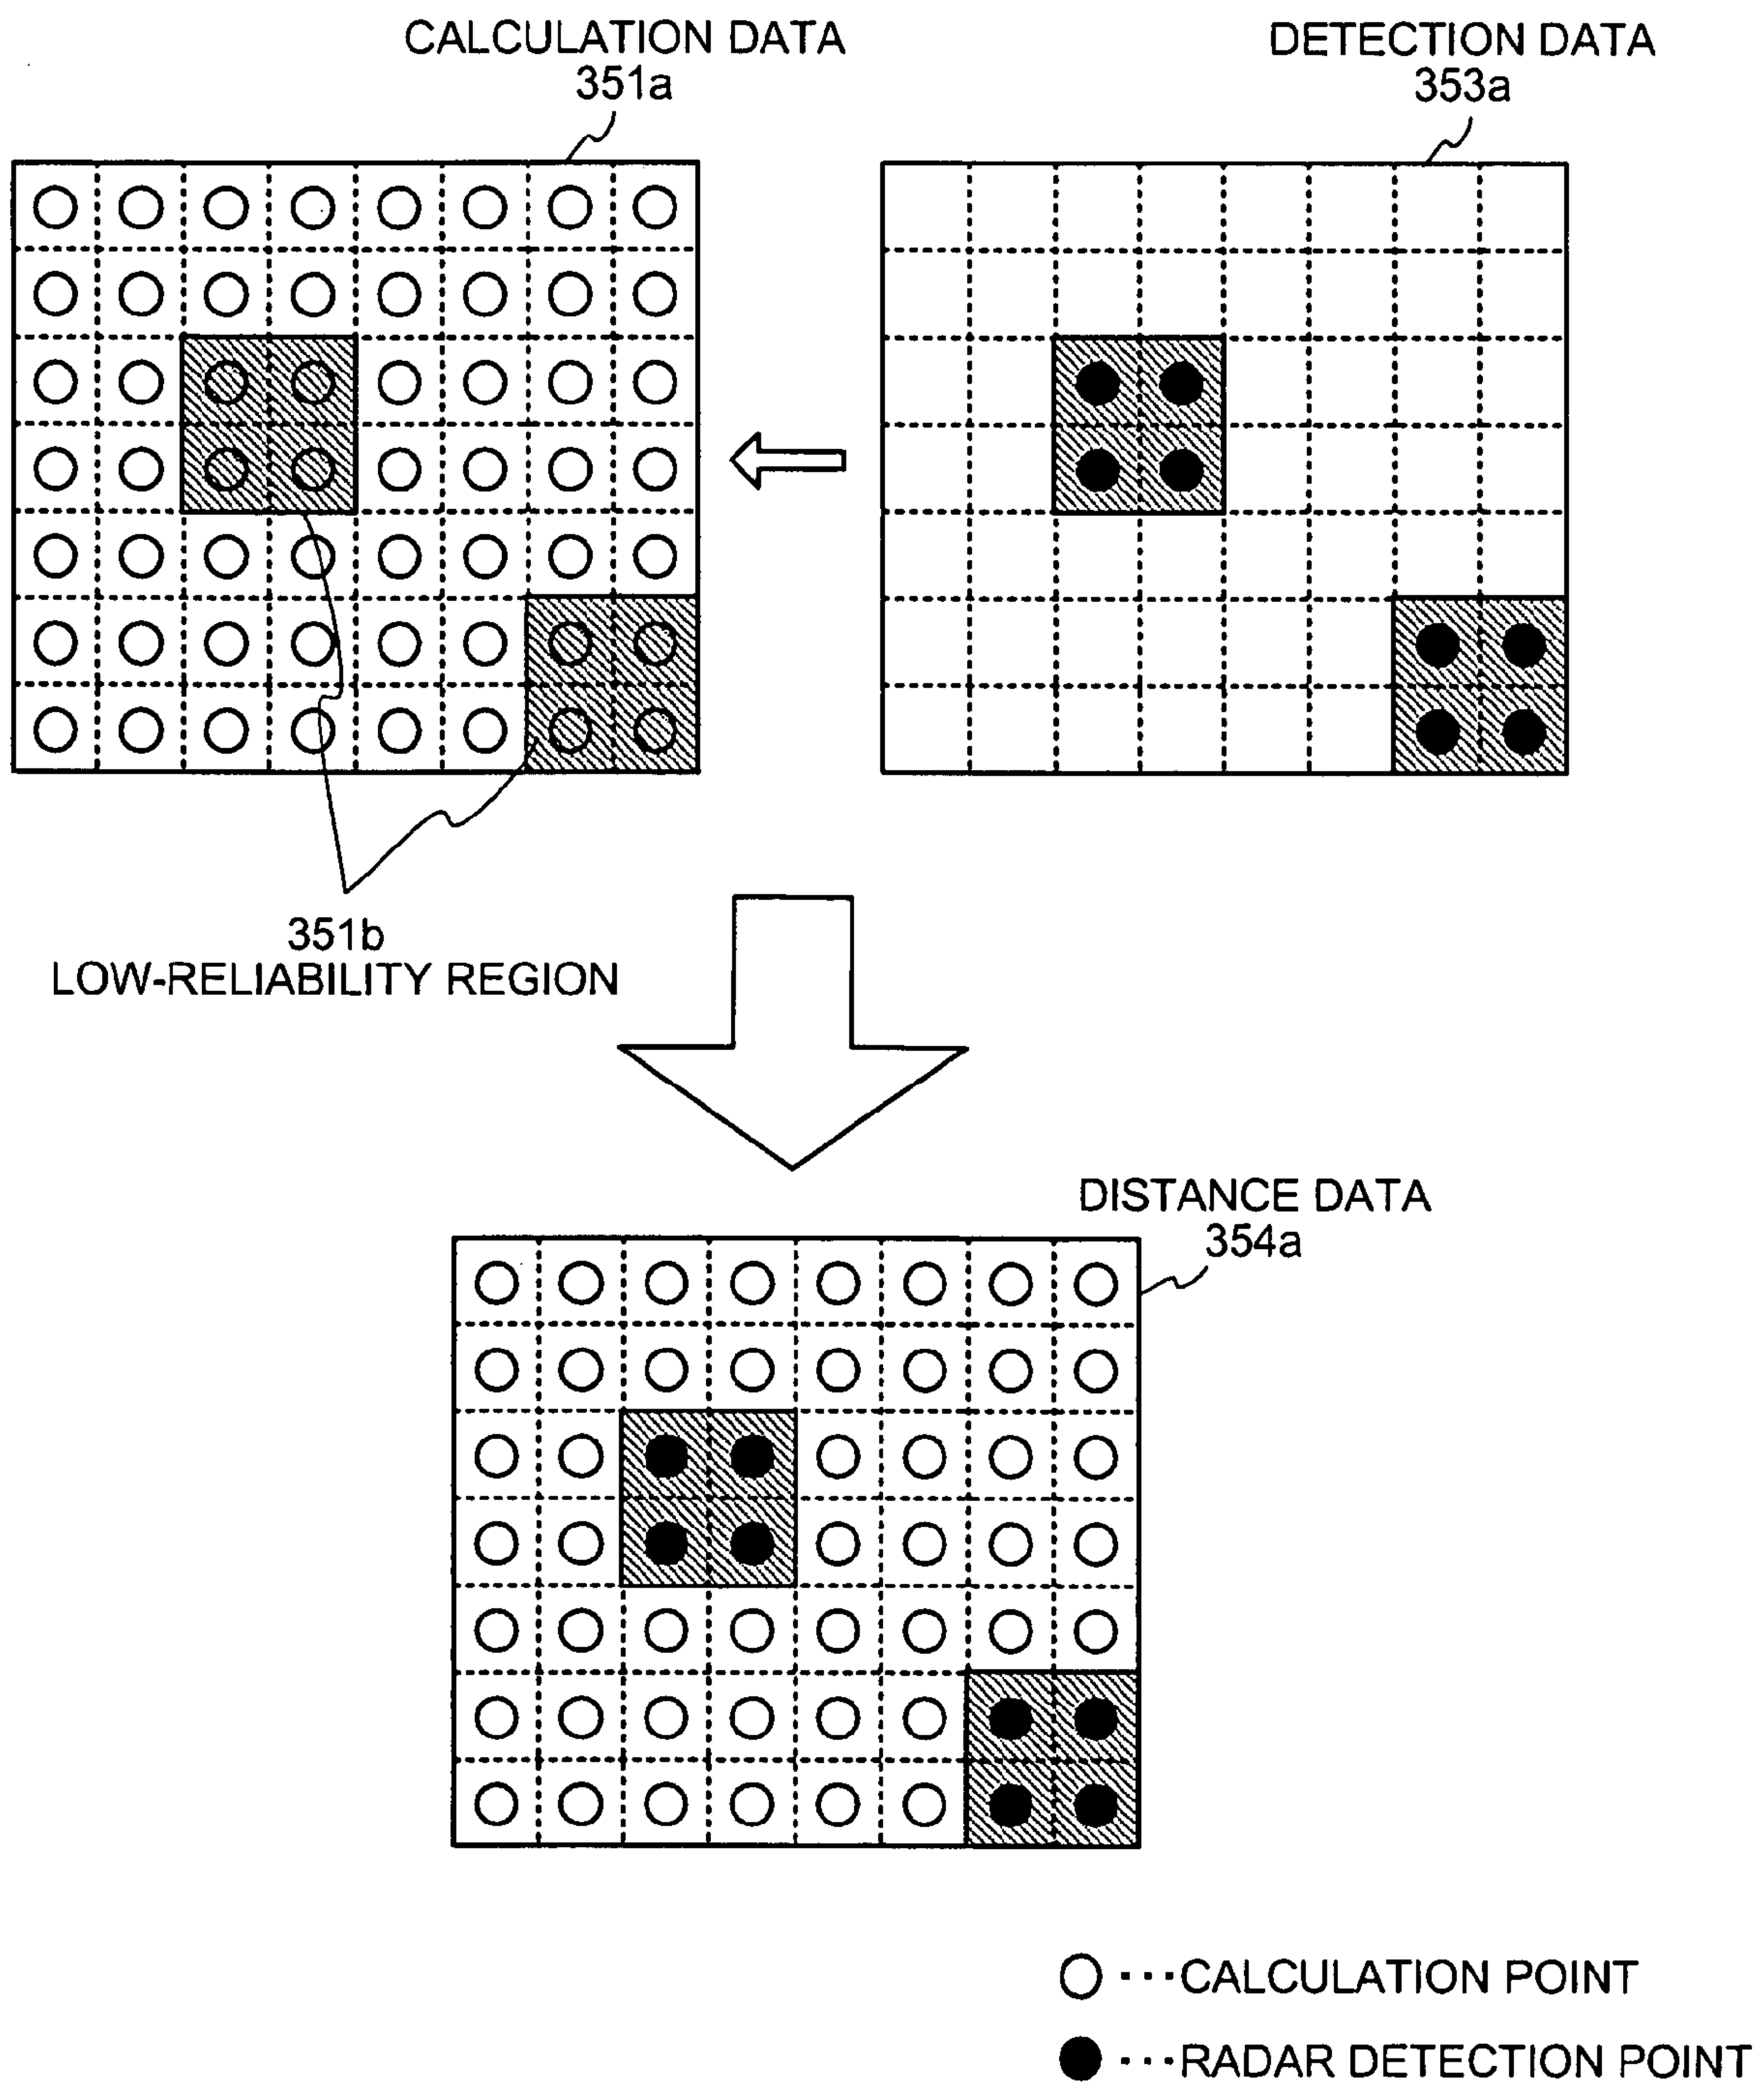 CALCULATION DATA
351a
DETECTION DATA
353a
351b
LOW-RELIABILITY REGION
DISTANCE DATA
354a
···CALCULATION POINT
···RADAR DETECTION POINT